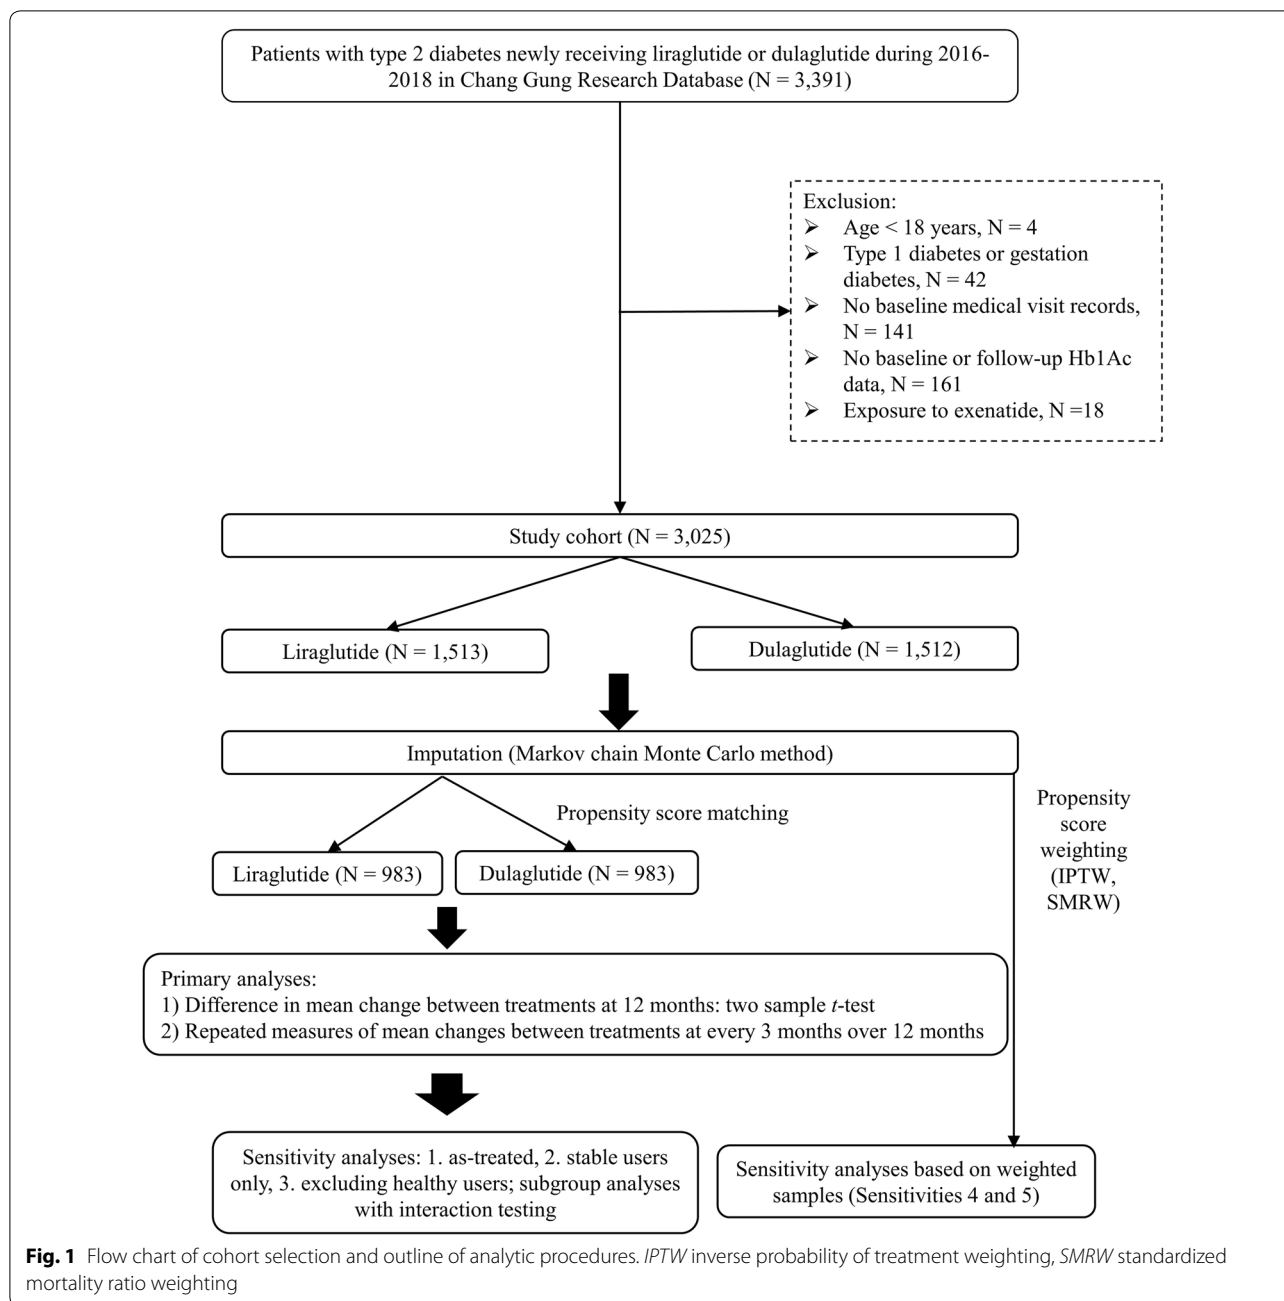 Patients with type 2 diabetes newly receiving liraglutide or dulaglutide during 2016-
2018 in Chang Gung Research Database (N = 3,391)
Exclusion:
➢ Age < 18 years, N = 4
➢ Type 1 diabetes or gestation
diabetes, N = 42
➢ No baseline medical visit records,
N = 141
➢ No baseline or follow-up Hb1Ac
data, N = 161
➢ Exposure to exenatide, N =18
Study cohort (N = 3,025)
Liraglutide (N = 1,513)
Dulaglutide (N = 1,512)
Imputation (Markov chain Monte Carlo method)
Propensity score matching
Propensity
score
weighting
(IPTW,
SMRW)
Liraglutide (N = 983)
Dulaglutide (N = 983)
Primary analyses:
1) Difference in mean change between treatments at 12 months: two sample t-test
2) Repeated measures of mean changes between treatments at every 3 months over 12 months
Sensitivity analyses: 1. as-treated, 2. stable users
only, 3. excluding healthy users; subgroup analyses
with interaction testing
Sensitivity analyses based on weighted
samples (Sensitivities 4 and 5)
Fig. 1 Flow chart of cohort selection and outline of analytic procedures. IPTW inverse probability of treatment weighting, SMRW standardized
mortality ratio weighting